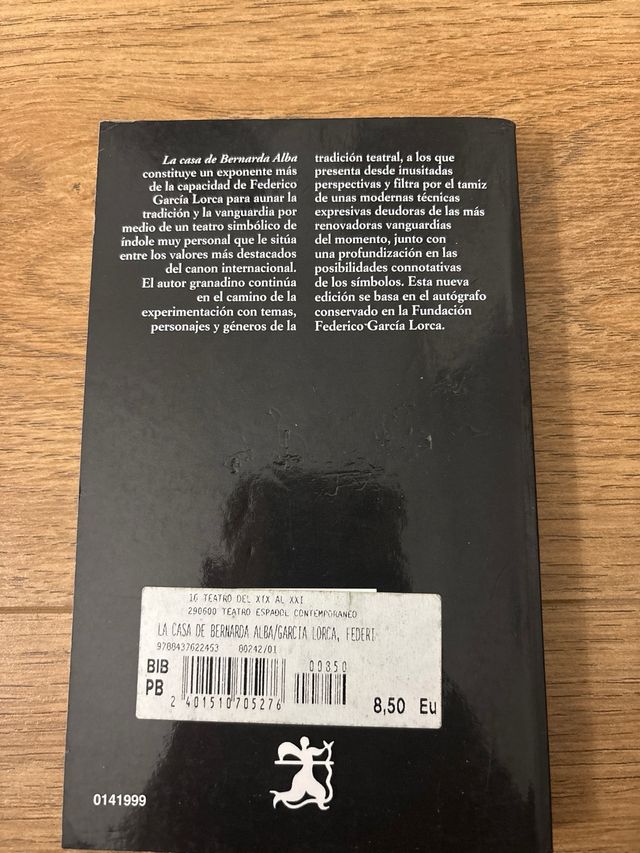 La casa de Bernarda Alba
constituye un exponente más
de la capacidad de Federico
García Lorca para aunar la
tradición y la vanguardia por
medio de un teatro simbólico de
índole muy personal que le sitúa
entre los valores más destacados
del canon internacional.
El autor granadino continúa
en el camino de la
experimentación con temas,
personajes y géneros de la
tradición teatral, a los que
presenta desde inusitadas
perspectivas y filtra por el tamiz
de unas modernas técnicas
expresivas deudoras de las más
renovadoras vanguardias
del momento, junto con
una profundización en las
posibilidades connotativas
de los símbolos. Esta nueva
edición se basa en el autógrafo
conservado en la Fundación
Federico García Lorca.
16 TEATRO DEL XIX AL XXI
290600 TEATRO ESPAÐOL CONTEMPORANEO
LA CASA DE BERNARDA ALBA/GARCIA LORCA, FEDERI
9788437622453 80242/01
BIB
PB
00850
2 401510705276
8,50 Eu
0141999